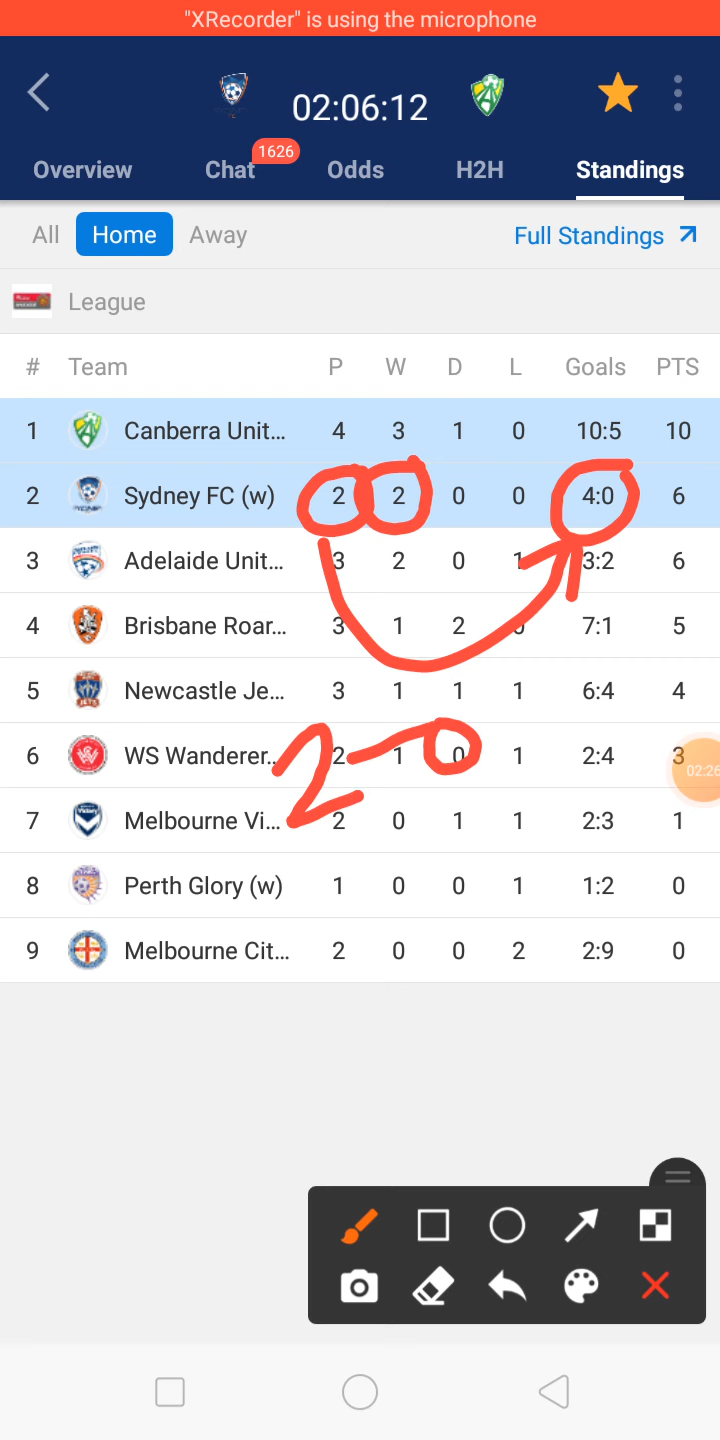 "XRecorder" is using the microphone
02:06:12
Overview Chat 1626 Odds H2H Standings
All Home Away Full Standings
League
# Team P W D L Goals PTS
1 Canberra Unit... 4 3 1 0 10:5 10
2 Sydney FC (w) 2 2 0 0 4:0 6
3 Adelaide Unit... 3 2 0 1 3:2 6
4 Brisbane Roar... 3 1 2 0 7:1 5
5 Newcastle Je... 3 1 1 1 6:4 4
6 WS Wanderer... 2 1 0 1 2:4 3
02:26
2-0
7 Melbourne Vi... 2 0 1 1 2:3 1
8 Perth Glory (w) 1 0 0 1 1:2 0
9 Melbourne Cit... 2 0 0 2 2:9 0